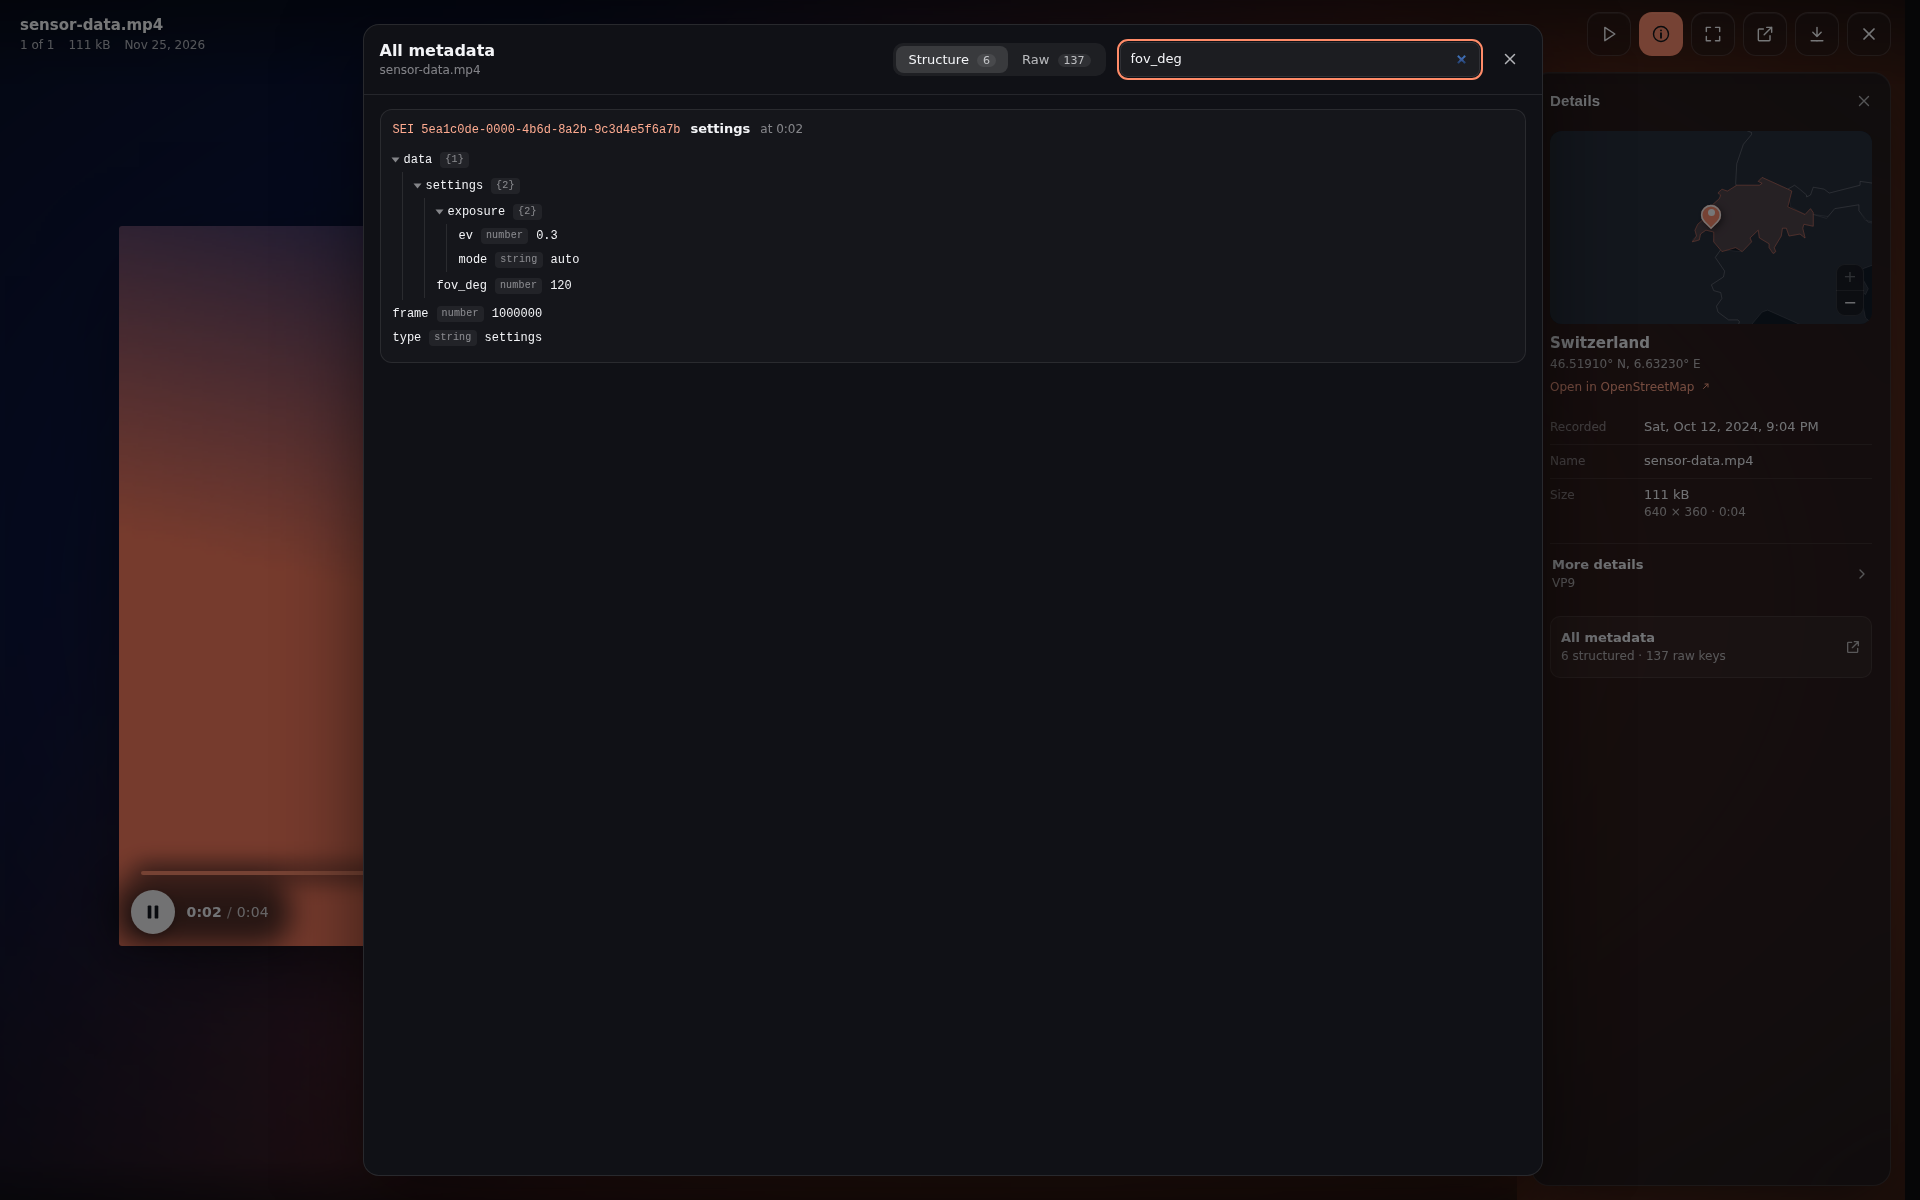 sensor-data.mp4
1 of 1 111 kB Nov 25, 2026
All metadata
sensor-data.mp4
Structure 6 Raw 137
fov_deg
SEI 5ea1c0de-0000-4b6d-8a2b-9c3d4e5f6a7b settings at 0:02
data {1}
settings {2}
exposure {2}
ev number 0.3
mode string auto
fov_deg number 120
frame number 1000000
type string settings
0:02 / 0:04
Details
+
−
Switzerland
46.51910° N, 6.63230° E
Open in OpenStreetMap ↗
Recorded Sat, Oct 12, 2024, 9:04 PM
Name sensor-data.mp4
Size 111 kB
640 × 360 · 0:04
More details
VP9
All metadata
6 structured · 137 raw keys